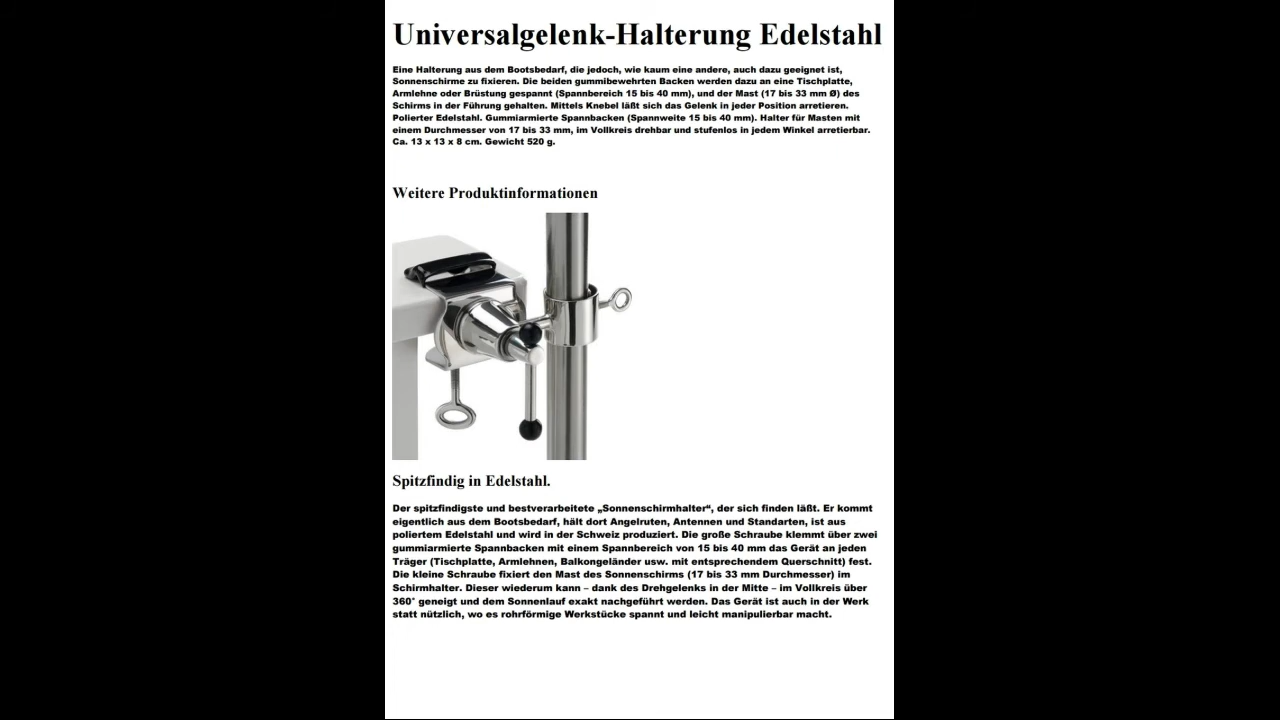 Universalgelenk-Halterung Edelstahl
Eine Halterung aus dem Bootsbedarf, die jedoch, wie kaum eine andere, auch dazu geeignet ist,
Sonnenschirme zu fixieren. Die beiden gummibewehrten Backen werden dazu an eine Tischplatte,
Armlehne oder Brüstung gespannt (Spannbereich 15 bis 40 mm), und der Mast (17 bis 33 mm Ø) des
Schirms in der Führung gehalten. Mittels Knebel läßt sich das Gelenk in jeder Position arretieren.
Polierter Edelstahl. Gummiarmierte Spannbacken (Spannweite 15 bis 40 mm). Halter für Masten mit
einem Durchmesser von 17 bis 33 mm, im Vollkreis drehbar und stufenlos in jedem Winkel arretierbar.
Ca. 13 x 13 x 8 cm. Gewicht 520 g.
Weitere Produktinformationen
Spitzfindig in Edelstahl.
Der spitzfindigste und bestverarbeitete „Sonnenschirmhalter“, der sich finden läßt. Er kommt
eigentlich aus dem Bootsbedarf, hält dort Angelruten, Antennen und Standarten, ist aus
poliertem Edelstahl und wird in der Schweiz produziert. Die große Schraube klemmt über zwei
gummiarmierte Spannbacken mit einem Spannbereich von 15 bis 40 mm das Gerät an jeden
Träger (Tischplatte, Armlehnen, Balkongeländer usw. mit entsprechendem Querschnitt) fest.
Die kleine Schraube fixiert den Mast des Sonnenschirms (17 bis 33 mm Durchmesser) im
Schirmhalter. Dieser wiederum kann – dank des Drehgelenks in der Mitte – im Vollkreis über
360° geneigt und dem Sonnenlauf exakt nachgeführt werden. Das Gerät ist auch in der Werk
statt nützlich, wo es rohrförmige Werkstücke spannt und leicht manipulierbar macht.